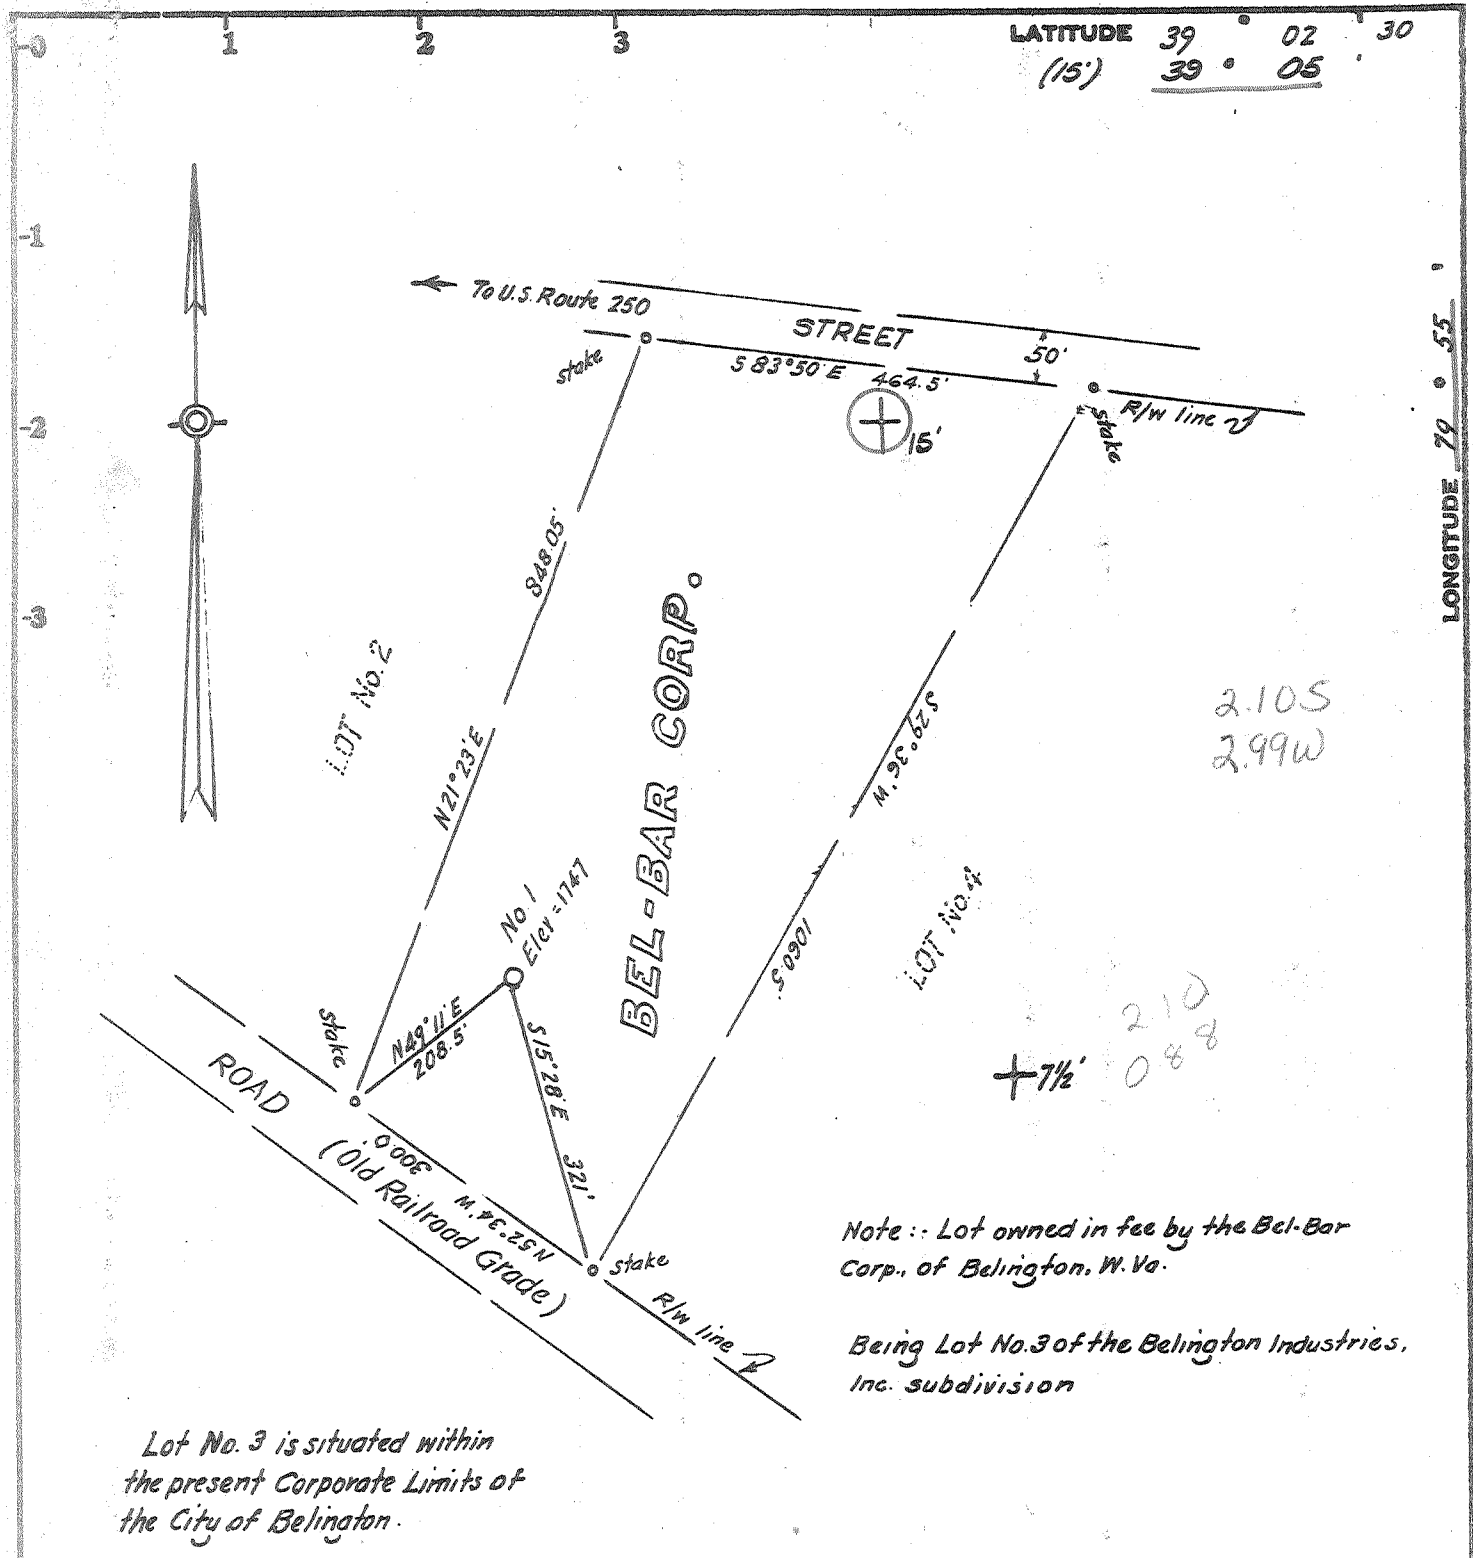 -0 1 2 3
LATITUDE 39 ° 02 ' 30
(15') 39 ° 05 '
-1
-2
-3
LONGITUDE 79 ° 55 '
To U.S. Route 250
STREET
50'
stake
S 83°50' E 464.5'
R/W line
stake
15'
848.05'
N21°23'E
LOT No. 2
BEL-BAR CORP.
S 29° 36' W
1060.5'
2.10S
2.99W
LOT No. 4
No. 1
Elev = 1747
stake
N49°11'E
208.5'
S15°28'E 321'
2.10
088
7½'
ROAD
(Old Railroad Grade)
300.0'
N52°34'W
stake
R/W line
Note :- Lot owned in fee by the Bel-Bar
Corp., of Belington, W. Va.
Being Lot No. 3 of the Belington Industries,
Inc. subdivision
Lot No. 3 is situated within
the present Corporate Limits of
the City of Belington.